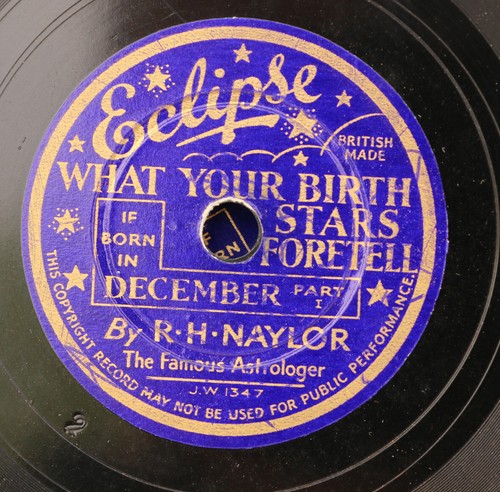 Eclipse
BRITISH
MADE
WHAT YOUR BIRTH
STARS
FORETELL
IF
BORN
IN
DECEMBER PART
I
By R·H·NAYLOR
The Famous Astrologer
J.W 1347
THIS COPYRIGHT RECORD MAY NOT BE USED FOR PUBLIC PERFORMANCE.
2